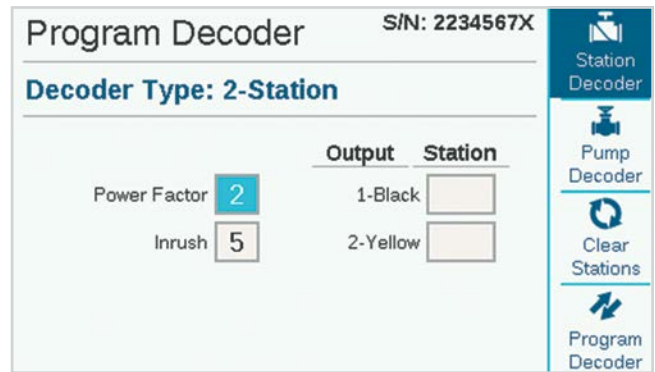 Program Decoder
S/N: 2234567X
Decoder Type: 2-Station
Output Station
Power Factor 2
1-Black
Inrush 5
2-Yellow
Station
Decoder
Pump
Decoder
Clear
Stations
Program
Decoder